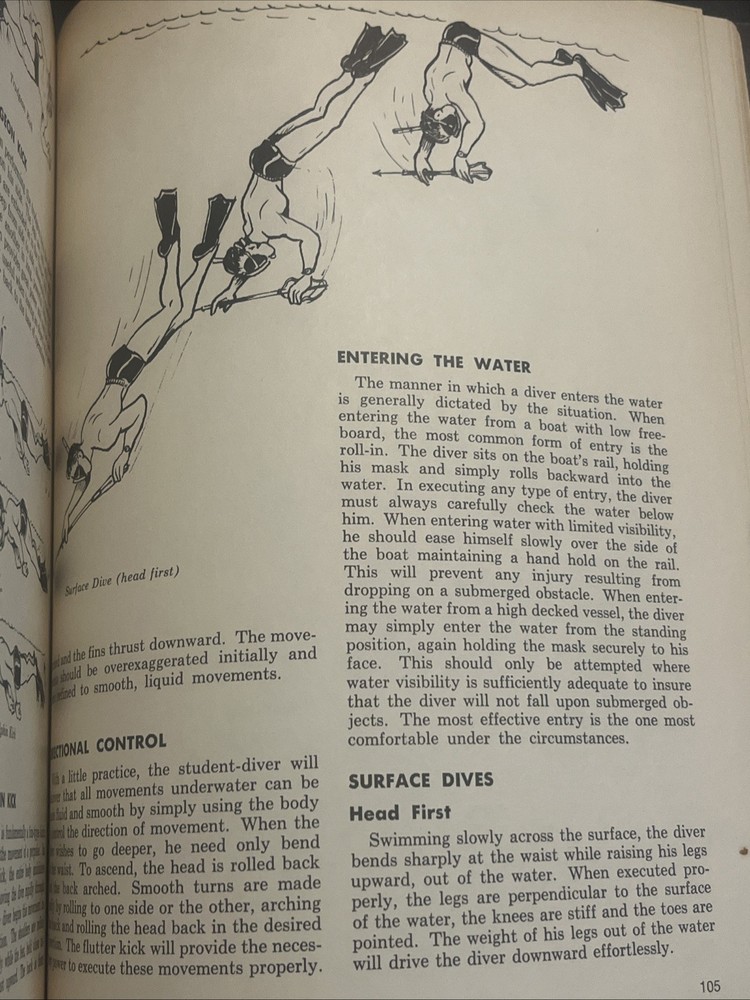 Surface Dive (head first)
and the fins thrust downward. The move-
should be overexaggerated initially and
to smooth, liquid movements.
CONTROL
a little practice, the student-diver will
that all movements underwater can be
fluid and smooth by simply using the body
the direction of movement. When the
to go deeper, he need only bend
waist. To ascend, the head is rolled back
back arched. Smooth turns are made
by rolling to one side or the other, arching
and rolling the head back in the desired
The flutter kick will provide the neces-
power to execute these movements properly.
ENTERING THE WATER
The manner in which a diver enters the water
is generally dictated by the situation. When
entering the water from a boat with low free-
board, the most common form of entry is the
roll-in. The diver sits on the boat's rail, holding
his mask and simply rolls backward into the
water. In executing any type of entry, the diver
must always carefully check the water below
him. When entering water with limited visibility,
he should ease himself slowly over the side of
the boat maintaining a hand hold on the rail.
This will prevent any injury resulting from
dropping on a submerged obstacle. When enter-
ing the water from a high decked vessel, the diver
may simply enter the water from the standing
position, again holding the mask securely to his
face. This should only be attempted where
water visibility is sufficiently adequate to insure
that the diver will not fall upon submerged ob-
jects. The most effective entry is the one most
comfortable under the circumstances.
SURFACE DIVES
Head First
Swimming slowly across the surface, the diver
bends sharply at the waist while raising his legs
upward, out of the water. When executed pro-
perly, the legs are perpendicular to the surface
of the water, the knees are stiff and the toes are
pointed. The weight of his legs out of the water
will drive the diver downward effortlessly.
105